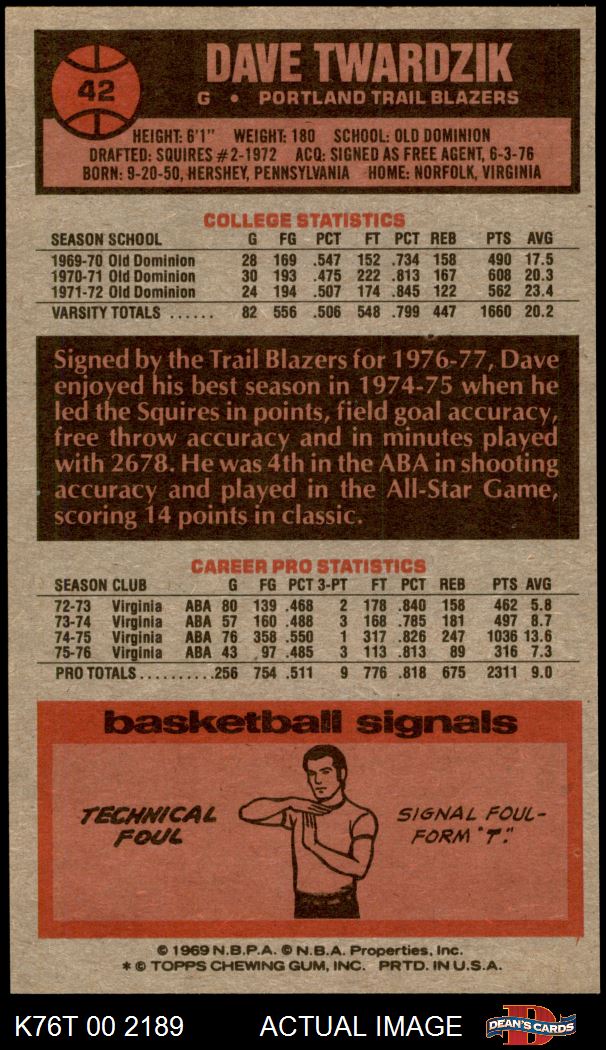 42
DAVE TWARDZIK
G • PORTLAND TRAIL BLAZERS
HEIGHT: 6'1" WEIGHT: 180 SCHOOL: OLD DOMINION
DRAFTED: SQUIRES #2-1972 ACQ: SIGNED AS FREE AGENT, 6-3-76
BORN: 9-20-50, HERSHEY, PENNSYLVANIA HOME: NORFOLK, VIRGINIA
COLLEGE STATISTICS
SEASON SCHOOL G FG PCT FT PCT REB PTS AVG
1969-70 Old Dominion 28 169 .547 152 .734 158 490 17.5
1970-71 Old Dominion 30 193 .475 222 .813 167 608 20.3
1971-72 Old Dominion 24 194 .507 174 .845 122 562 23.4
VARSITY TOTALS ...... 82 556 .506 548 .799 447 1660 20.2
Signed by the Trail Blazers for 1976-77, Dave
enjoyed his best season in 1974-75 when he
led the Squires in points, field goal accuracy,
free throw accuracy and in minutes played
with 2678. He was 4th in the ABA in shooting
accuracy and played in the All-Star Game,
scoring 14 points in classic.
CAREER PRO STATISTICS
SEASON CLUB G FG PCT 3-PT FT PCT REB PTS AVG
72-73 Virginia ABA 80 139 .468 2 178 .840 158 462 5.8
73-74 Virginia ABA 57 160 .488 3 168 .785 181 497 8.7
74-75 Virginia ABA 76 358 .550 1 317 .826 247 1036 13.6
75-76 Virginia ABA 43 97 .485 3 113 .813 89 316 7.3
PRO TOTALS..........256 754 .511 9 776 .818 675 2311 9.0
basketball signals
TECHNICAL
FOUL
SIGNAL FOUL-
FORM "T."
© 1969 N.B.P.A. © N.B.A. Properties, Inc.
* © TOPPS CHEWING GUM, INC. PRTD. IN U.S.A.
K76T 00 2189 ACTUAL IMAGE
D
DEAN'S CARDS